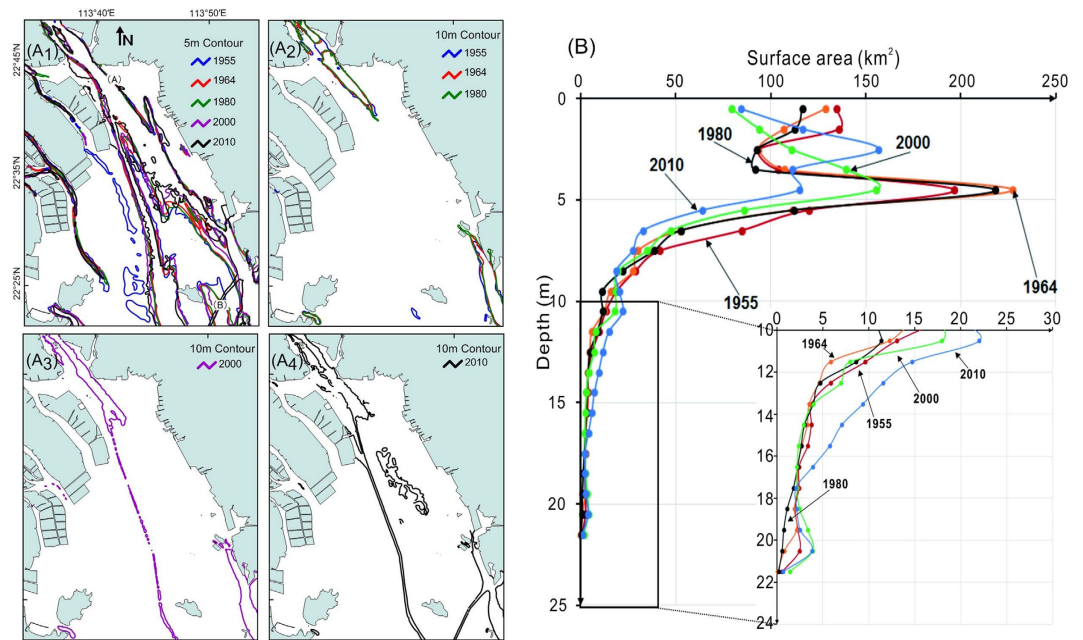 113°40'E 113°50'E
22°45'N
22°35'N
22°25'N
(A1)
N
5m Contour
1955
1964
1980
2000
2010
(A)
(B)
(A2)
10m Contour
1955
1964
1980
(A3)
10m Contour
2000
(A4)
10m Contour
2010
(B)
Surface area (km²)
0 50 100 150 200 250
Depth (m)
0
5
10
15
20
25
1980
2000
2010
1955
1964
0 5 10 15 20 25 30
10
12
14
16
18
20
22
24
1964
2010
2000
1955
1980